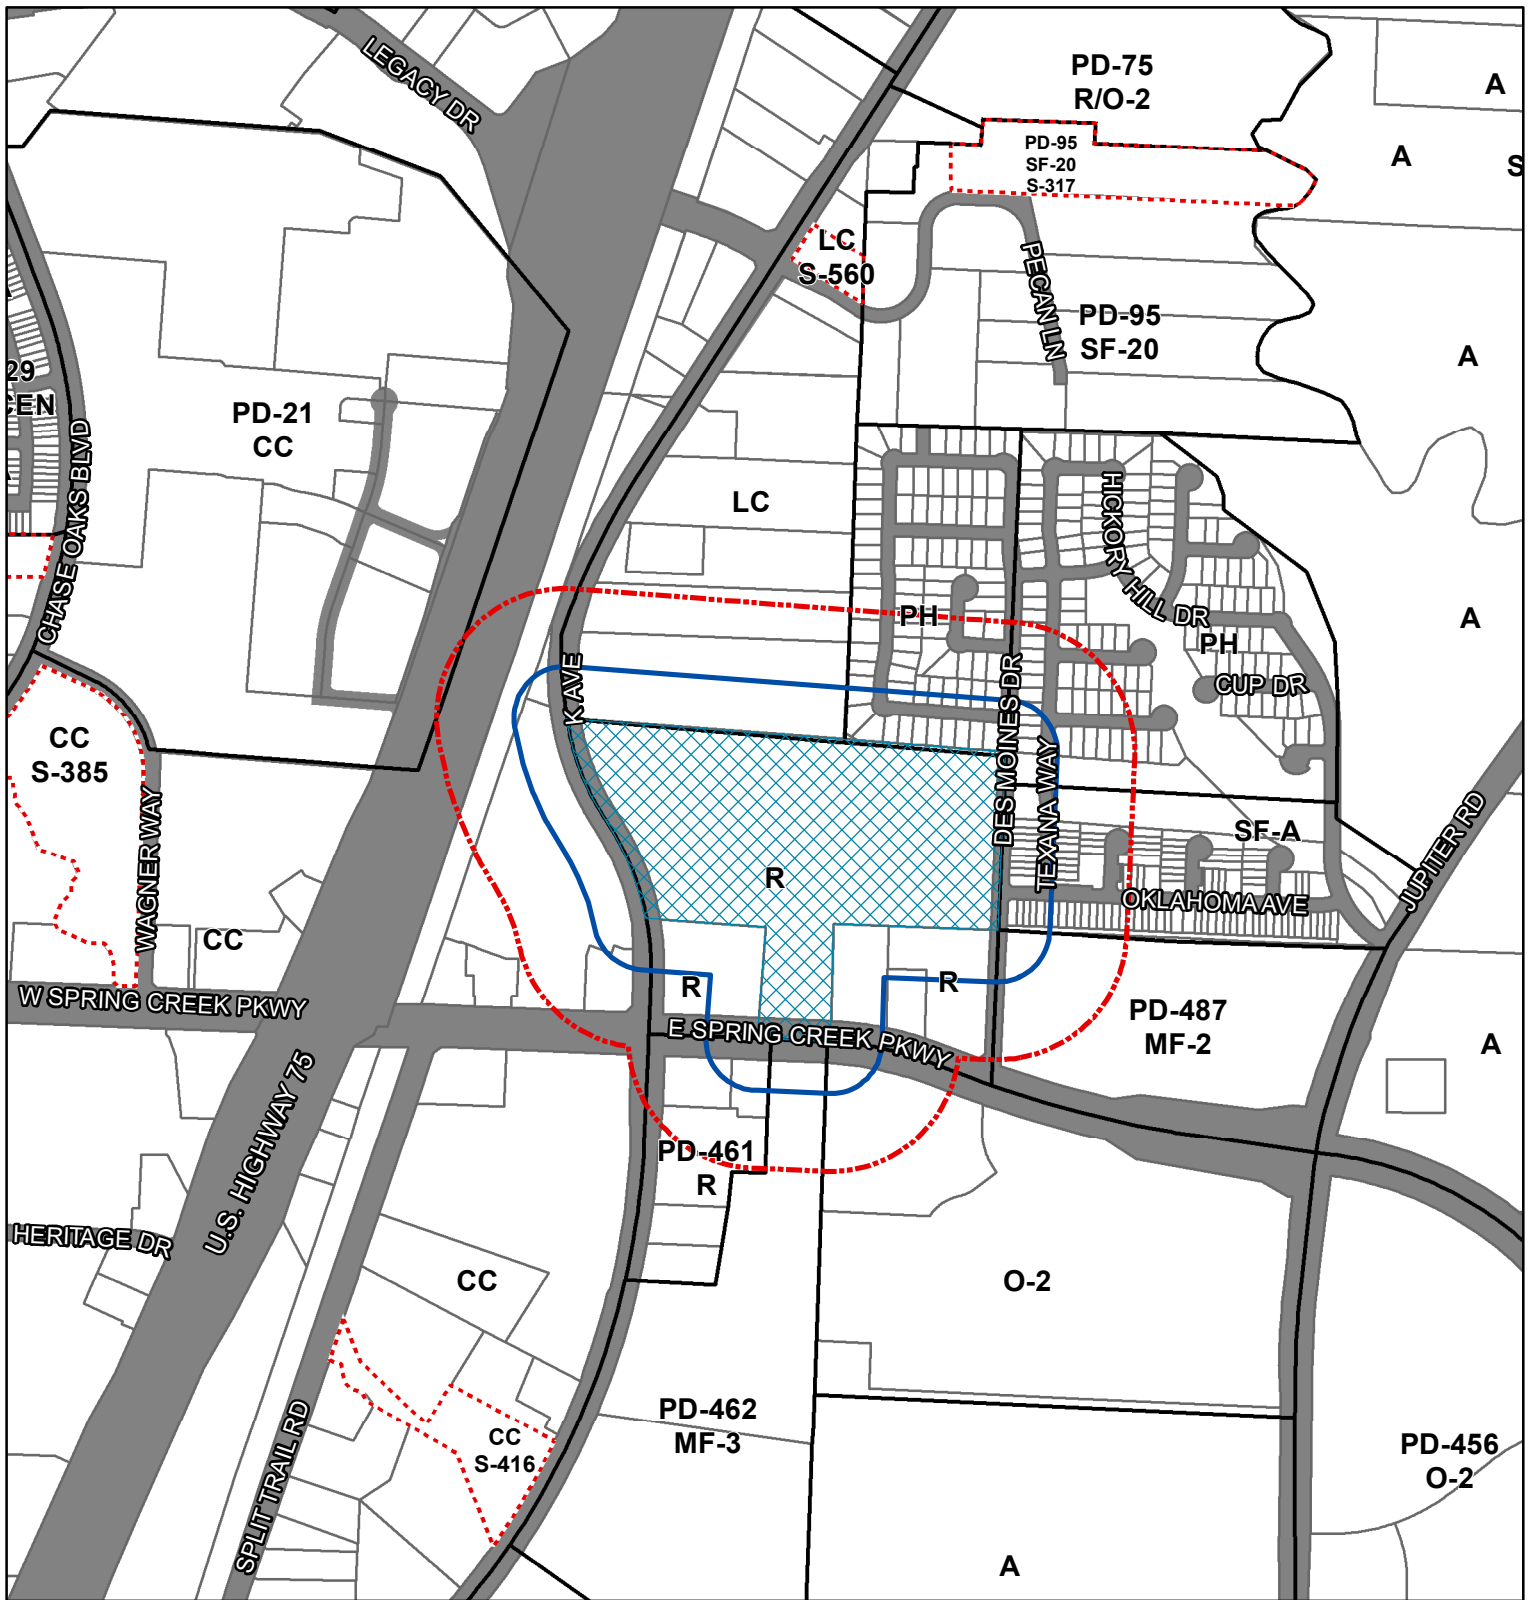 LEGACY DR
PD-75
R/O-2
A
A
S
PD-95
SF-20
S-317
LC
S-560
PECAN LN
PD-95
SF-20
A
29
CEN
PD-21
CC
CHASE OAKS BLVD
LC
HICKORY HILL DR
PH
PH
A
CUP DR
K AVE
DES MOINES DR
TEXANA WAY
CC
S-385
WAGNER WAY
SF-A
JUPITER RD
R
OKLAHOMA AVE
CC
R
R
W SPRING CREEK PKWY
E SPRING CREEK PKWY
PD-487
MF-2
A
U.S. HIGHWAY 75
PD-461
R
HERITAGE DR
CC
O-2
PD-462
MF-3
CC
S-416
SPLIT TRAIL RD
PD-456
O-2
A